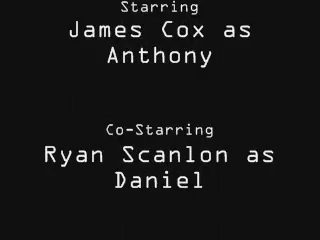 Starring
James Cox as
Anthony
Co-Starring
Ryan Scanlon as
Daniel